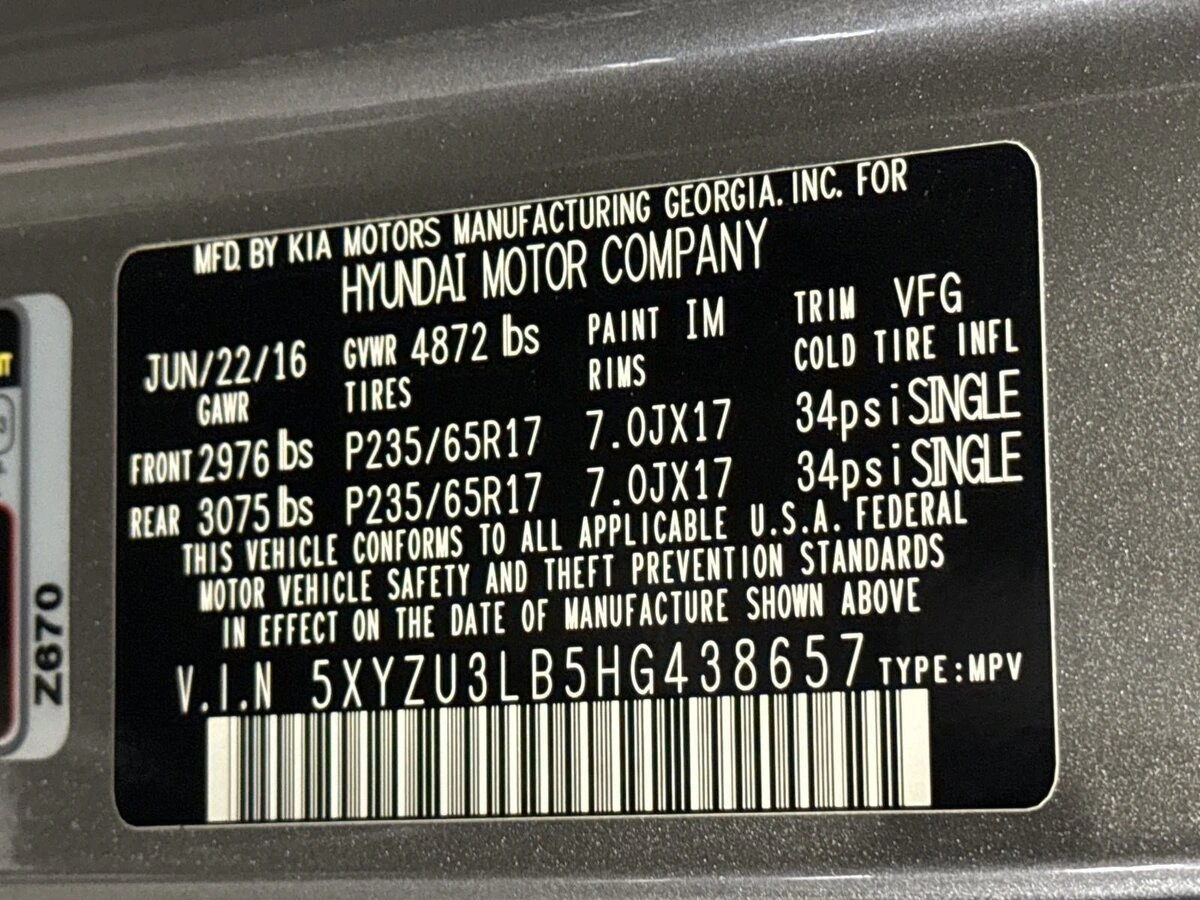 MFD. BY KIA MOTORS MANUFACTURING GEORGIA. INC. FOR
HYUNDAI MOTOR COMPANY
JUN/22/16 GVWR 4872 lbs PAINT IM TRIM VFG
GAWR TIRES RIMS COLD TIRE INFL
FRONT 2976 lbs P235/65R17 7.0JX17 34psi SINGLE
REAR 3075 lbs P235/65R17 7.0JX17 34psi SINGLE
THIS VEHICLE CONFORMS TO ALL APPLICABLE U.S.A. FEDERAL
MOTOR VEHICLE SAFETY AND THEFT PREVENTION STANDARDS
IN EFFECT ON THE DATE OF MANUFACTURE SHOWN ABOVE
V.I.N 5XYZU3LB5HG438657 TYPE:MPV
Z670